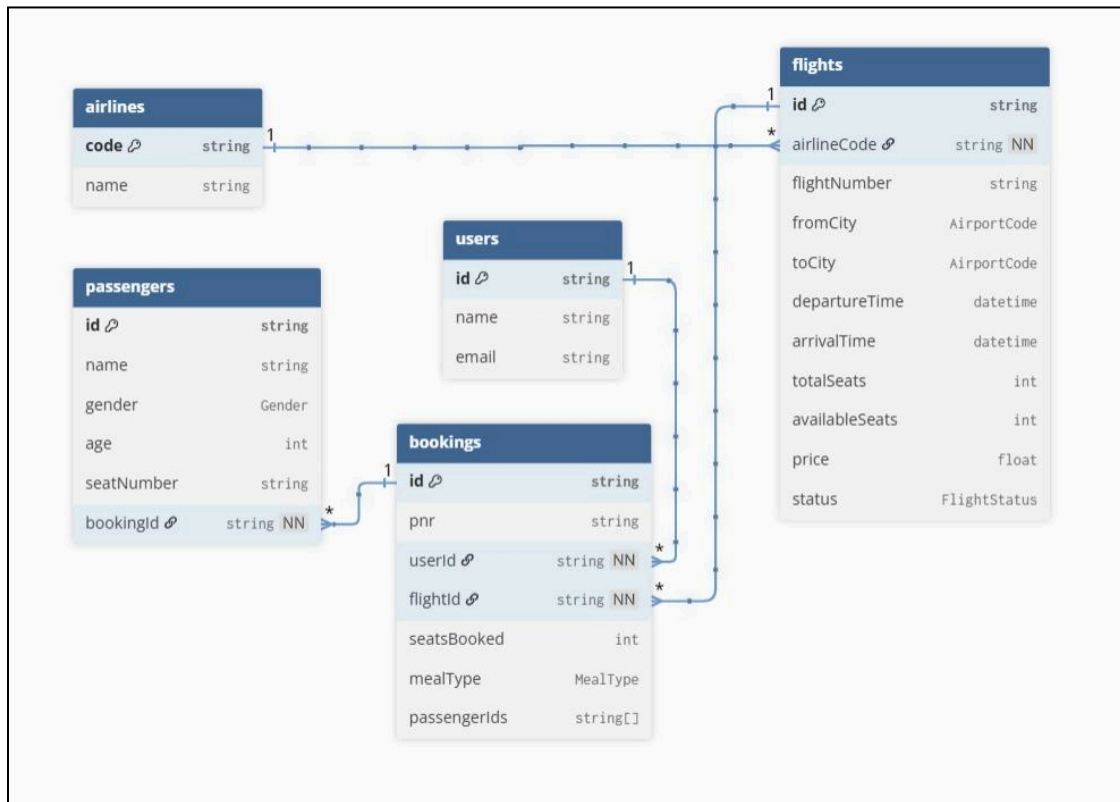 airlines
code string
name string
1
*
flights
id string
airlineCode string NN
flightNumber string
fromCity AirportCode
toCity AirportCode
departureTime datetime
arrivalTime datetime
totalSeats int
availableSeats int
price float
status FlightStatus
1
users
id string
name string
email string
1
passengers
id string
name string
gender Gender
age int
seatNumber string
bookingId string NN
*
1
bookings
id string
pnr string
userId string NN
flightId string NN
seatsBooked int
mealType MealType
passengerIds string[]
*
*